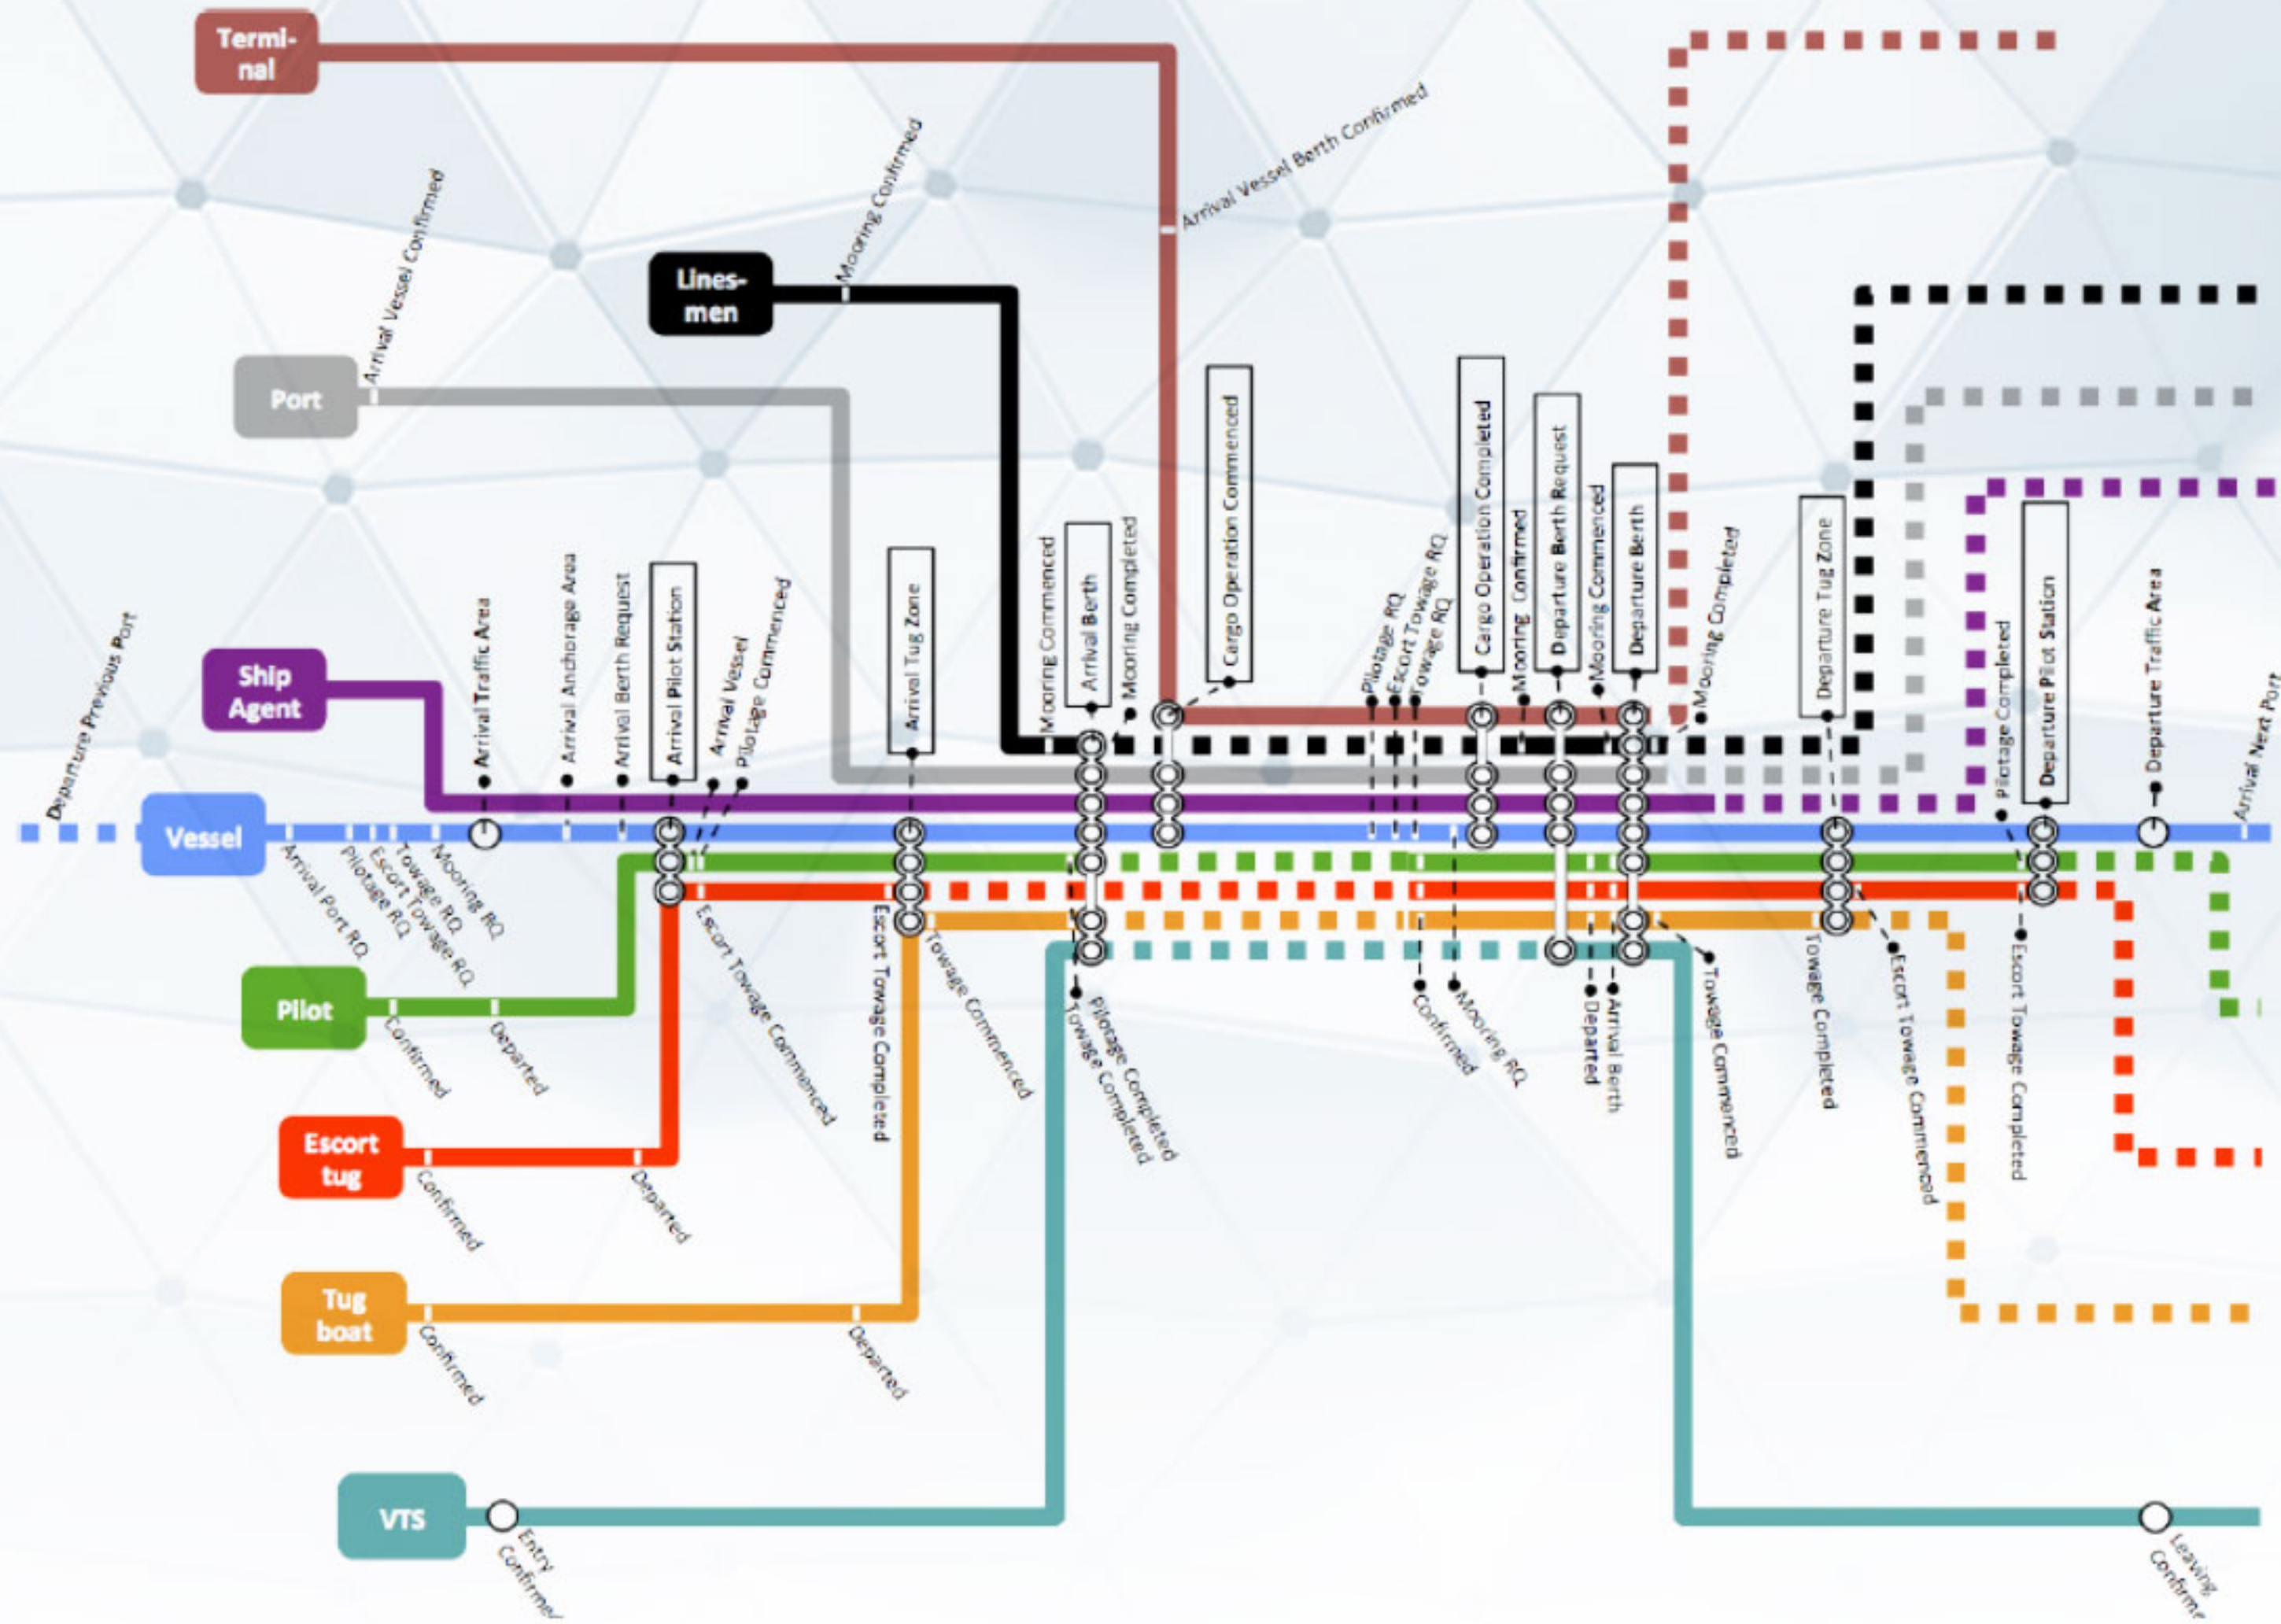 Termi-
nal
Arrival Vessel Berth Confirmed
Mooring Confirmed
Arrival Vessel Confirmed
Lines-
men
Port
Cargo Operation Commenced
Cargo Operation Completed
Departure Berth Request
Departure Berth
Mooring Confirmed
Mooring Commenced
Mooring Completed
Pilotage RQ
Escort Towage RQ
Towage RQ
Departure Tug Zone
Pilotage Completed
Departure Pilot Station
Departure Traffic Area
Arrival Next Port
Mooring Commenced
Arrival Berth
Mooring Completed
Arrival Tug Zone
Arrival Traffic Area
Arrival Anchorage Area
Arrival Berth Request
Arrival Pilot Station
Arrival Vessel
Pilotage Commenced
Departure Previous Port
Ship
Agent
Vessel
Arrival Port RQ
Pilotage RQ
Escort Towage RQ
Towage RQ
Mooring RQ
Pilot
Confirmed
Departed
Escort Towage Commenced
Escort Towage Completed
Towage Commenced
Towage Completed
Pilotage Completed
Confirmed
Mooring RQ
Departed
Arrival Berth
Towage Commenced
Towage Completed
Escort Towage Commenced
Escort Towage Completed
Escort
tug
Confirmed
Departed
Tug
boat
Confirmed
Departed
VTS
Entry
Confirmed
Leaving
Confirme